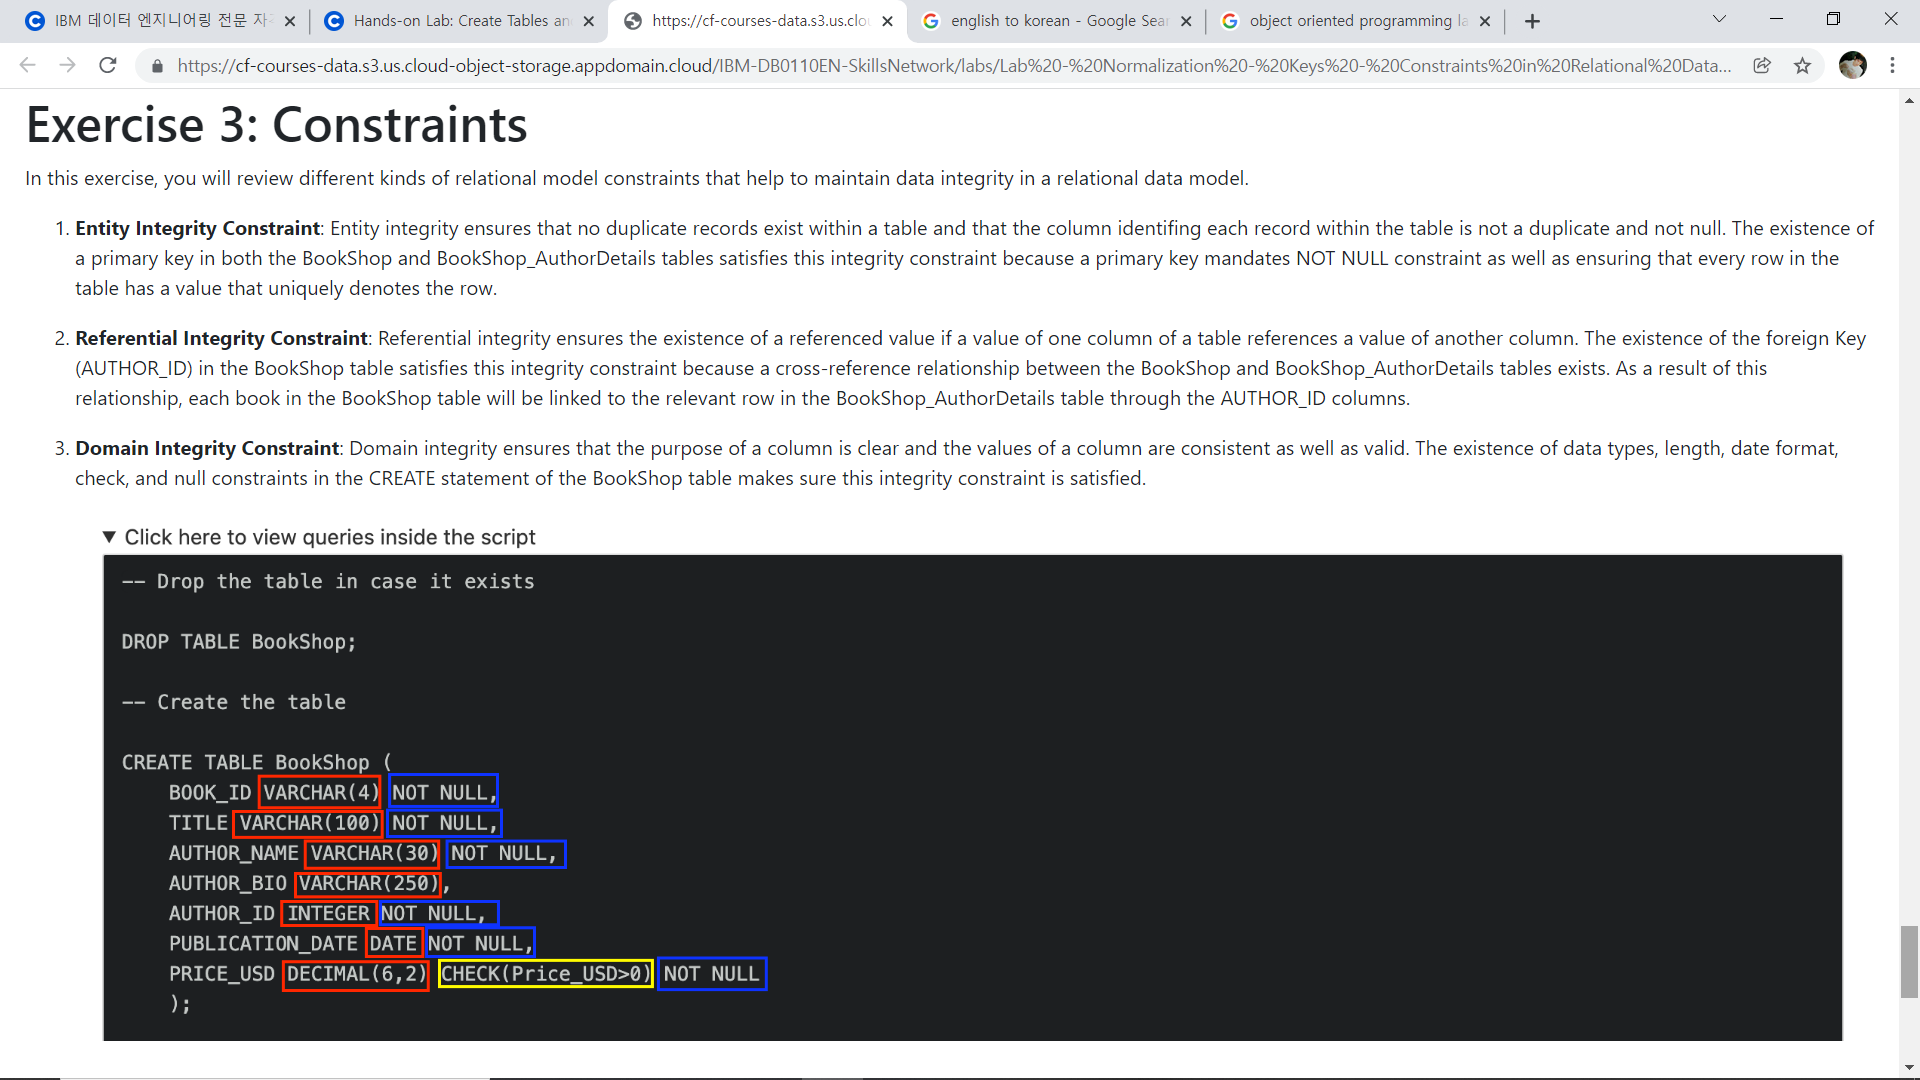 IBM 데이터 엔지니어링 전문 자
Hands-on Lab: Create Tables an
https://cf-courses-data.s3.us.clo
english to korean - Google Sea
object oriented programming la
https://cf-courses-data.s3.us.cloud-object-storage.appdomain.cloud/IBM-DB0110EN-SkillsNetwork/labs/Lab%20-%20Normalization%20-%20Keys%20-%20Constraints%20in%20Relational%20Data...
Exercise 3: Constraints
In this exercise, you will review different kinds of relational model constraints that help to maintain data integrity in a relational data model.
1. Entity Integrity Constraint: Entity integrity ensures that no duplicate records exist within a table and that the column identifing each record within the table is not a duplicate and not null. The existence of
a primary key in both the BookShop and BookShop_AuthorDetails tables satisfies this integrity constraint because a primary key mandates NOT NULL constraint as well as ensuring that every row in the
table has a value that uniquely denotes the row.
2. Referential Integrity Constraint: Referential integrity ensures the existence of a referenced value if a value of one column of a table references a value of another column. The existence of the foreign Key
(AUTHOR_ID) in the BookShop table satisfies this integrity constraint because a cross-reference relationship between the BookShop and BookShop_AuthorDetails tables exists. As a result of this
relationship, each book in the BookShop table will be linked to the relevant row in the BookShop_AuthorDetails table through the AUTHOR_ID columns.
3. Domain Integrity Constraint: Domain integrity ensures that the purpose of a column is clear and the values of a column are consistent as well as valid. The existence of data types, length, date format,
check, and null constraints in the CREATE statement of the BookShop table makes sure this integrity constraint is satisfied.
▼ Click here to view queries inside the script
-- Drop the table in case it exists
DROP TABLE BookShop;
-- Create the table
CREATE TABLE BookShop (
BOOK_ID VARCHAR(4) NOT NULL,
TITLE VARCHAR(100) NOT NULL,
AUTHOR_NAME VARCHAR(30) NOT NULL,
AUTHOR_BIO VARCHAR(250),
AUTHOR_ID INTEGER NOT NULL,
PUBLICATION_DATE DATE NOT NULL,
PRICE_USD DECIMAL(6,2) CHECK(Price_USD>0) NOT NULL
);